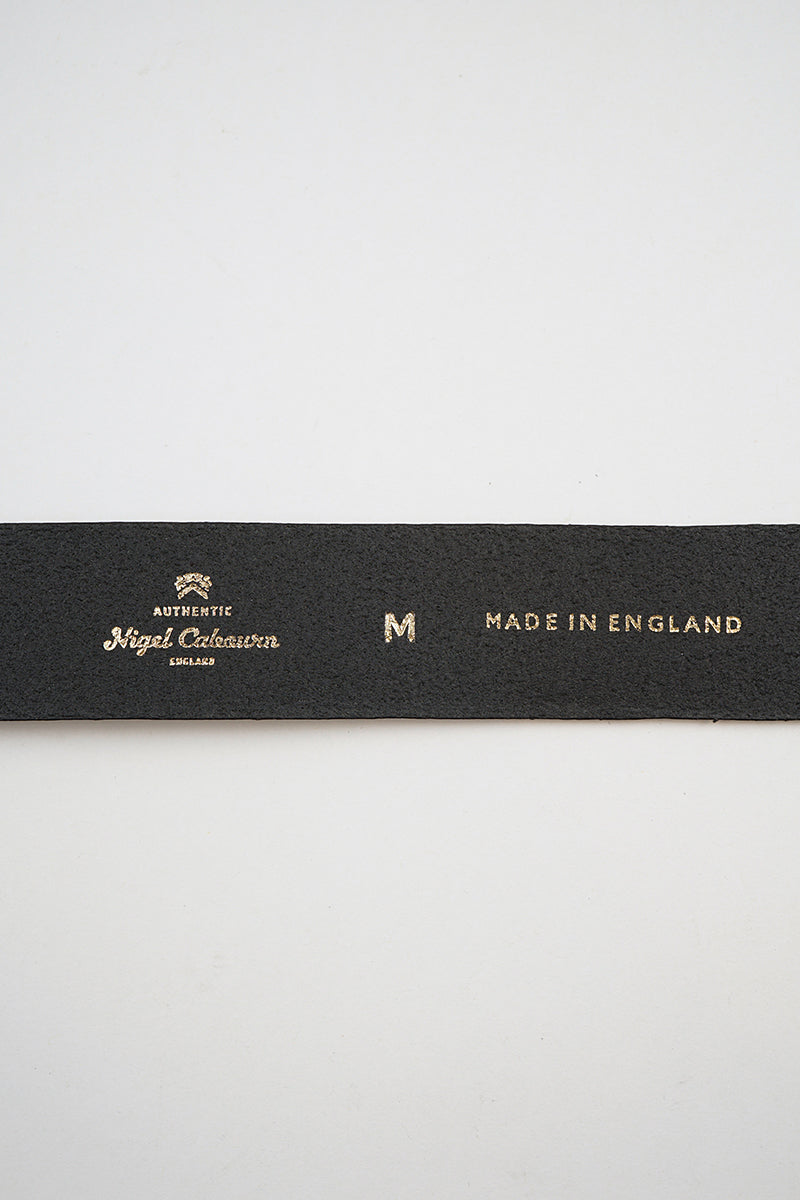 AUTHENTIC
Nigel Cabourn
ENGLAND
M
MADE IN ENGLAND